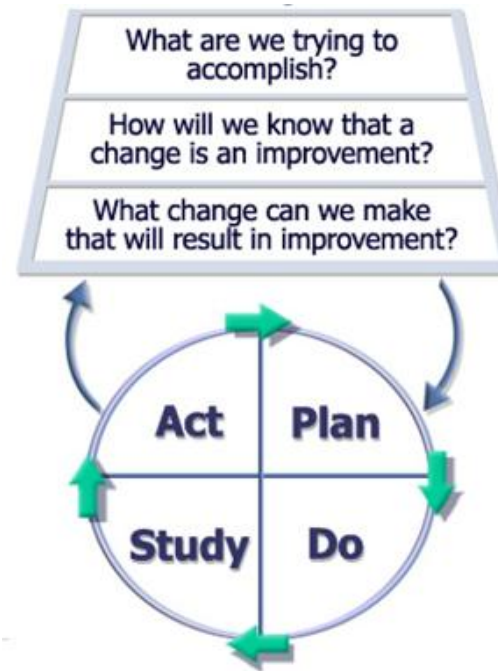 What are we trying to
accomplish?
How will we know that a
change is an improvement?
What change can we make
that will result in improvement?
Act
Plan
Study
Do